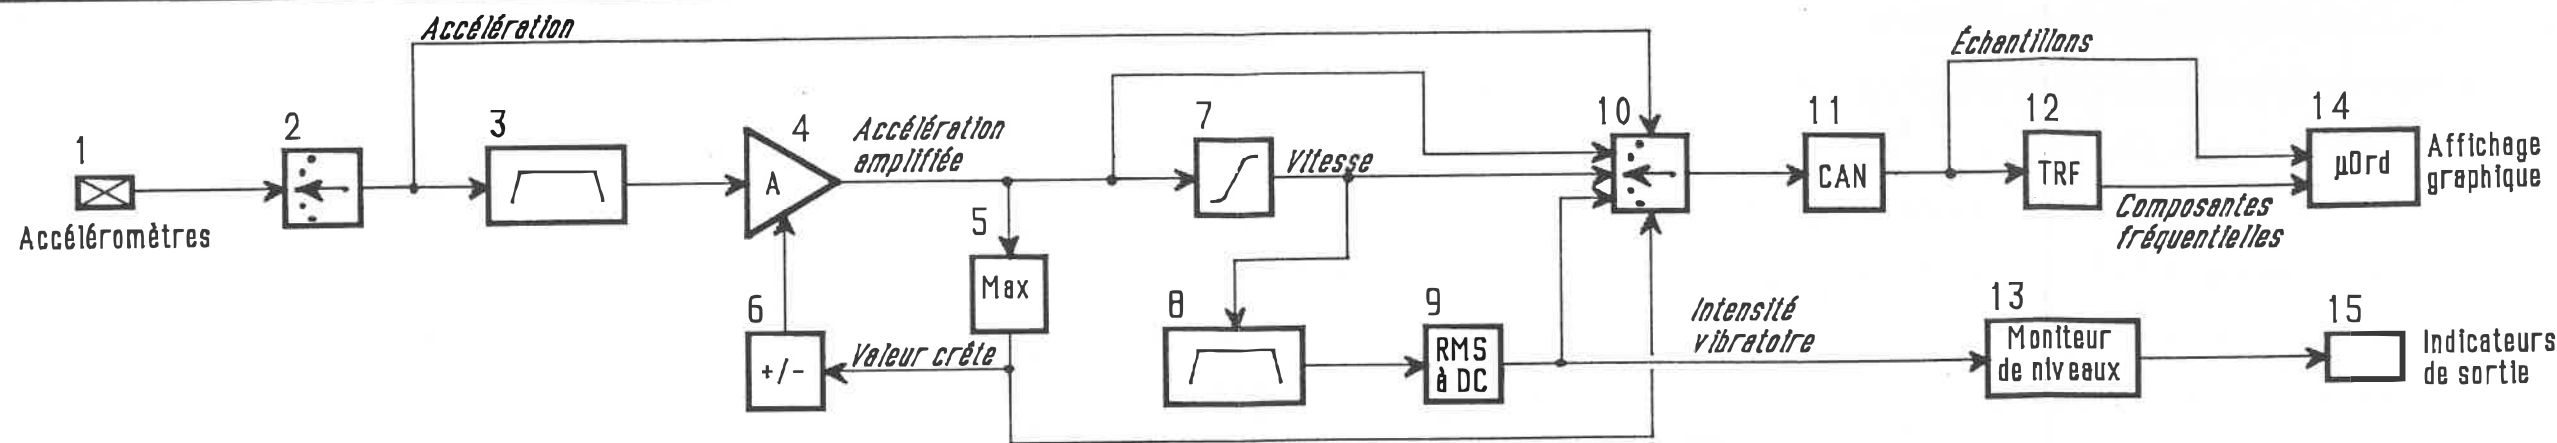 Accélération
Échantillons
1
2
3
4
Accélération
amplifiée
7
Vitesse
10
11
12
14
A
CAN
TRF
µOrd
Affichage
graphique
Accéléromètres
5
Max
Composantes
fréquentielles
6
+/-
Valeur crête
8
9
RMS
à DC
Intensité
vibratoire
13
Moniteur
de niveaux
15
Indicateurs
de sortie